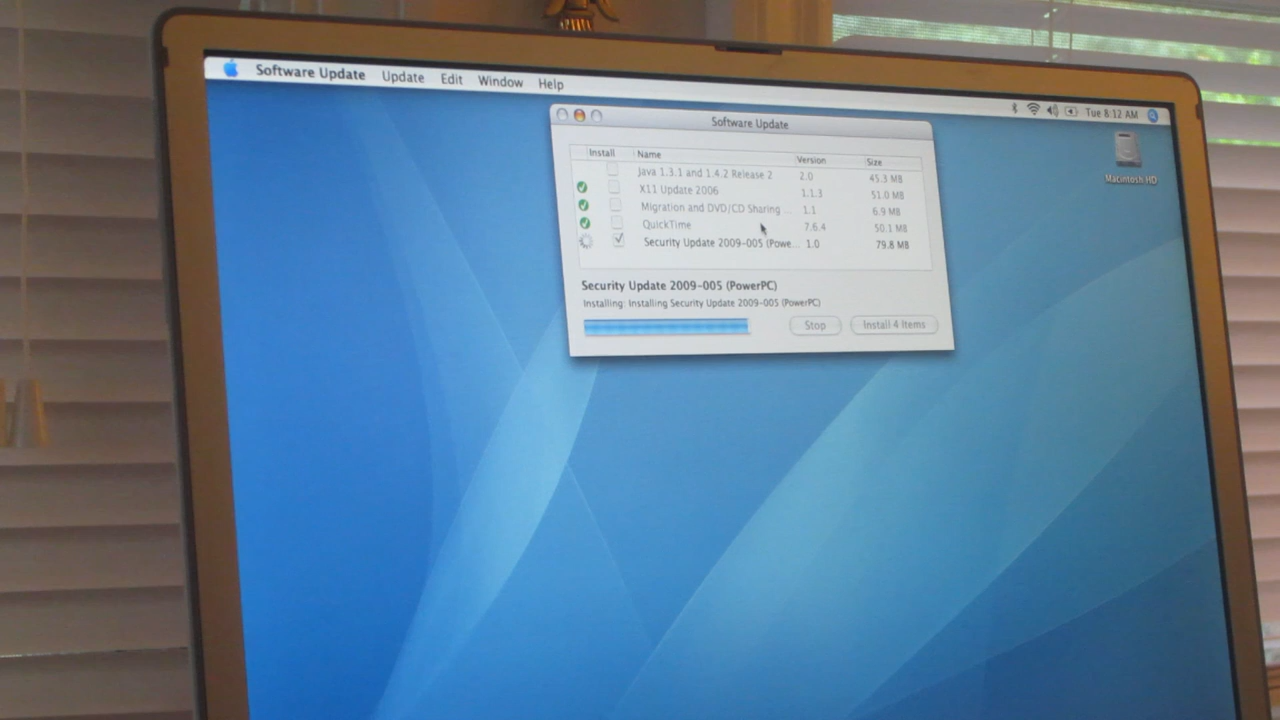 Software Update Update Edit Window Help Tue 8:12 AM
Macintosh HD
Software Update
Install Name Version Size
Java 1.3.1 and 1.4.2 Release 2 2.0 45.3 MB
X11 Update 2006 1.1.3 51.0 MB
Migration and DVD/CD Sharing ... 1.1 6.9 MB
QuickTime 7.6.4 50.1 MB
Security Update 2009-005 (Powe... 1.0 79.8 MB
Security Update 2009-005 (PowerPC)
Installing: Installing Security Update 2009-005 (PowerPC)
Stop Install 4 Items